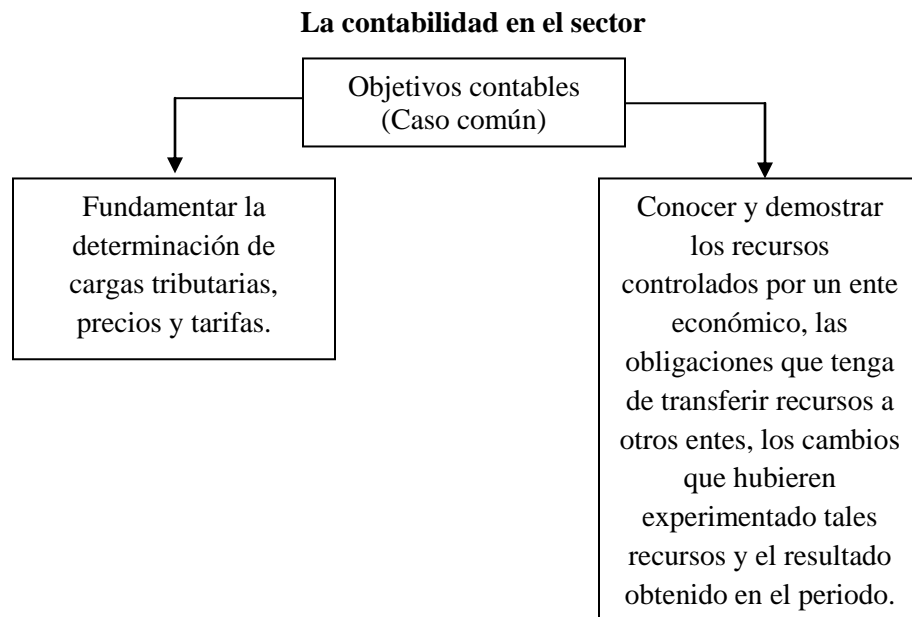 La contabilidad en el sector
Objetivos contables
(Caso común)
Fundamentar la
determinación de
cargas tributarias,
precios y tarifas.
Conocer y demostrar
los recursos
controlados por un ente
económico, las
obligaciones que tenga
de transferir recursos a
otros entes, los cambios
que hubieren
experimentado tales
recursos y el resultado
obtenido en el periodo.